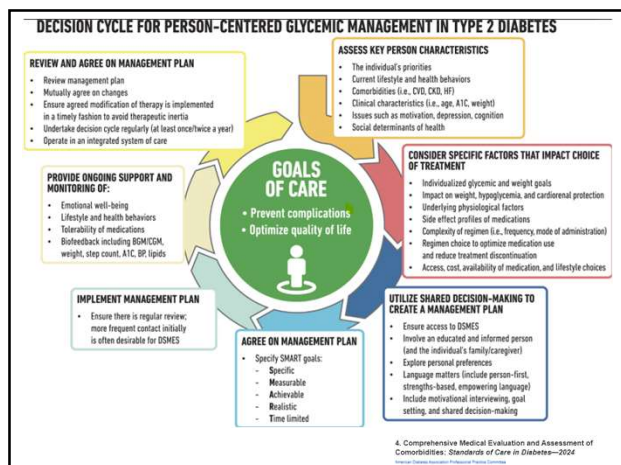 DECISION CYCLE FOR PERSON-CENTERED GLYCEMIC MANAGEMENT IN TYPE 2 DIABETES
REVIEW AND AGREE ON MANAGEMENT PLAN
• Review management plan
• Mutually agree on changes
• Ensure agreed modification of therapy is implemented
in a timely fashion to avoid therapeutic inertia
• Undertake decision cycle regularly (at least once/twice a year)
• Operate in an integrated system of care
ASSESS KEY PERSON CHARACTERISTICS
• The individual's priorities
• Current lifestyle and health behaviors
• Comorbidities (i.e., CVD, CKD, HF)
• Clinical characteristics (i.e., age, A1C, weight)
• Issues such as motivation, depression, cognition
• Social determinants of health
CONSIDER SPECIFIC FACTORS THAT IMPACT CHOICE
OF TREATMENT
• Individualized glycemic and weight goals
• Impact on weight, hypoglycemia, and cardiorenal protection
• Underlying physiological factors
• Side effect profiles of medications
• Complexity of regimen (i.e., frequency, mode of administration)
• Regimen choice to optimize medication use
and reduce treatment discontinuation
• Access, cost, availability of medication, and lifestyle choices
UTILIZE SHARED DECISION-MAKING TO
CREATE A MANAGEMENT PLAN
• Ensure access to DSMES
• Involve an educated and informed person
(and the individual's family/caregiver)
• Explore personal preferences
• Language matters (include person-first,
strengths-based, empowering language)
• Include motivational interviewing, goal
setting, and shared decision-making
AGREE ON MANAGEMENT PLAN
• Specify SMART goals:
- Specific
- Measurable
- Achievable
- Realistic
- Time limited
IMPLEMENT MANAGEMENT PLAN
• Ensure there is regular review;
more frequent contact initially
is often desirable for DSMES
PROVIDE ONGOING SUPPORT AND
MONITORING OF:
• Emotional well-being
• Lifestyle and health behaviors
• Tolerability of medications
• Biofeedback including BGM/CGM,
weight, step count, A1C, BP, lipids
GOALS
OF CARE
• Prevent complications
• Optimize quality of life
4. Comprehensive Medical Evaluation and Assessment of
Comorbidities: Standards of Care in Diabetes—2024
American Diabetes Association Professional Practice Committee